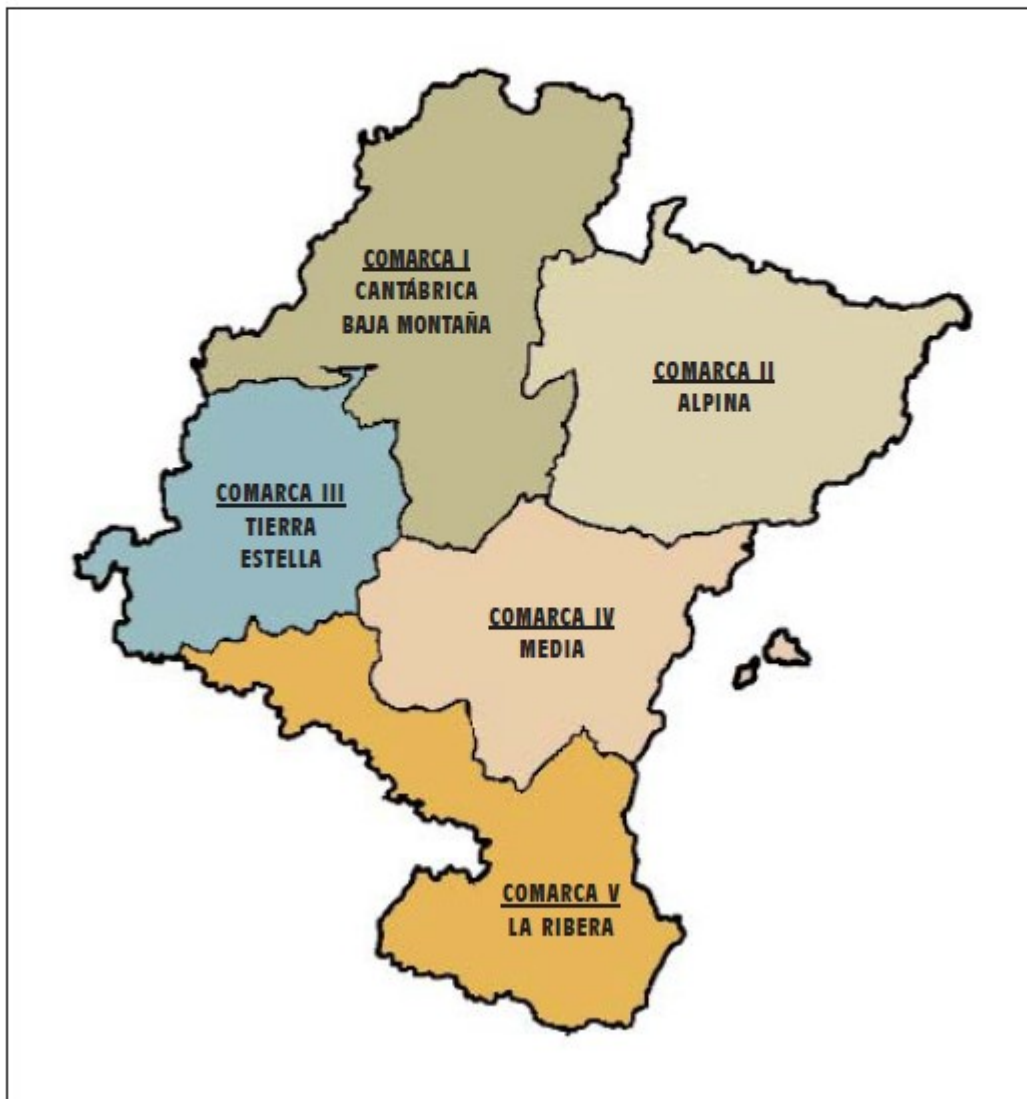 COMARCA I
CANTÁBRICA
BAJA MONTAÑA
COMARCA II
ALPINA
COMARCA III
TIERRA
ESTELLA
COMARCA IV
MEDIA
COMARCA V
LA RIBERA